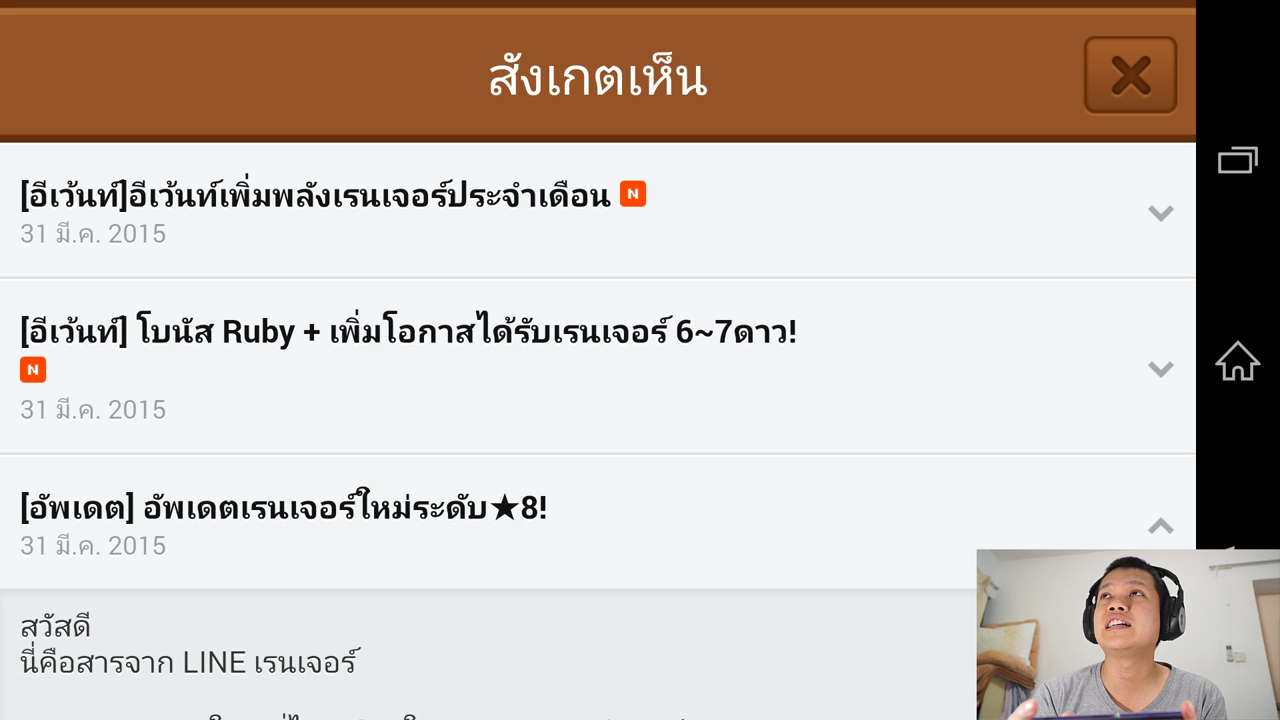 สังเกตเห็น
[อีเว้นท์]อีเว้นท์เพิ่มพลังเรนเจอร์ประจำเดือน N
31 มี.ค. 2015
[อีเว้นท์] โบนัส Ruby + เพิ่มโอกาสได้รับเรนเจอร์ 6~7ดาว!
N
31 มี.ค. 2015
[อัพเดต] อัพเดตเรนเจอร์ใหม่ระดับ★8!
31 มี.ค. 2015
สวัสดี
นี่คือสารจาก LINE เรนเจอร์